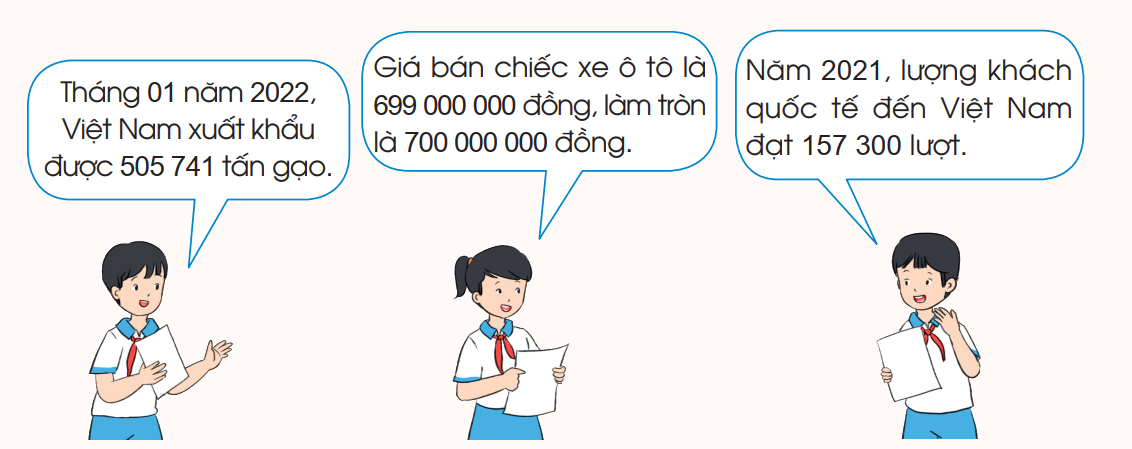 Tháng 01 năm 2022,
Việt Nam xuất khẩu
được 505 741 tấn gạo.
Giá bán chiếc xe ô tô là
699 000 000 đồng, làm tròn
là 700 000 000 đồng.
Năm 2021, lượng khách
quốc tế đến Việt Nam
đạt 157 300 lượt.